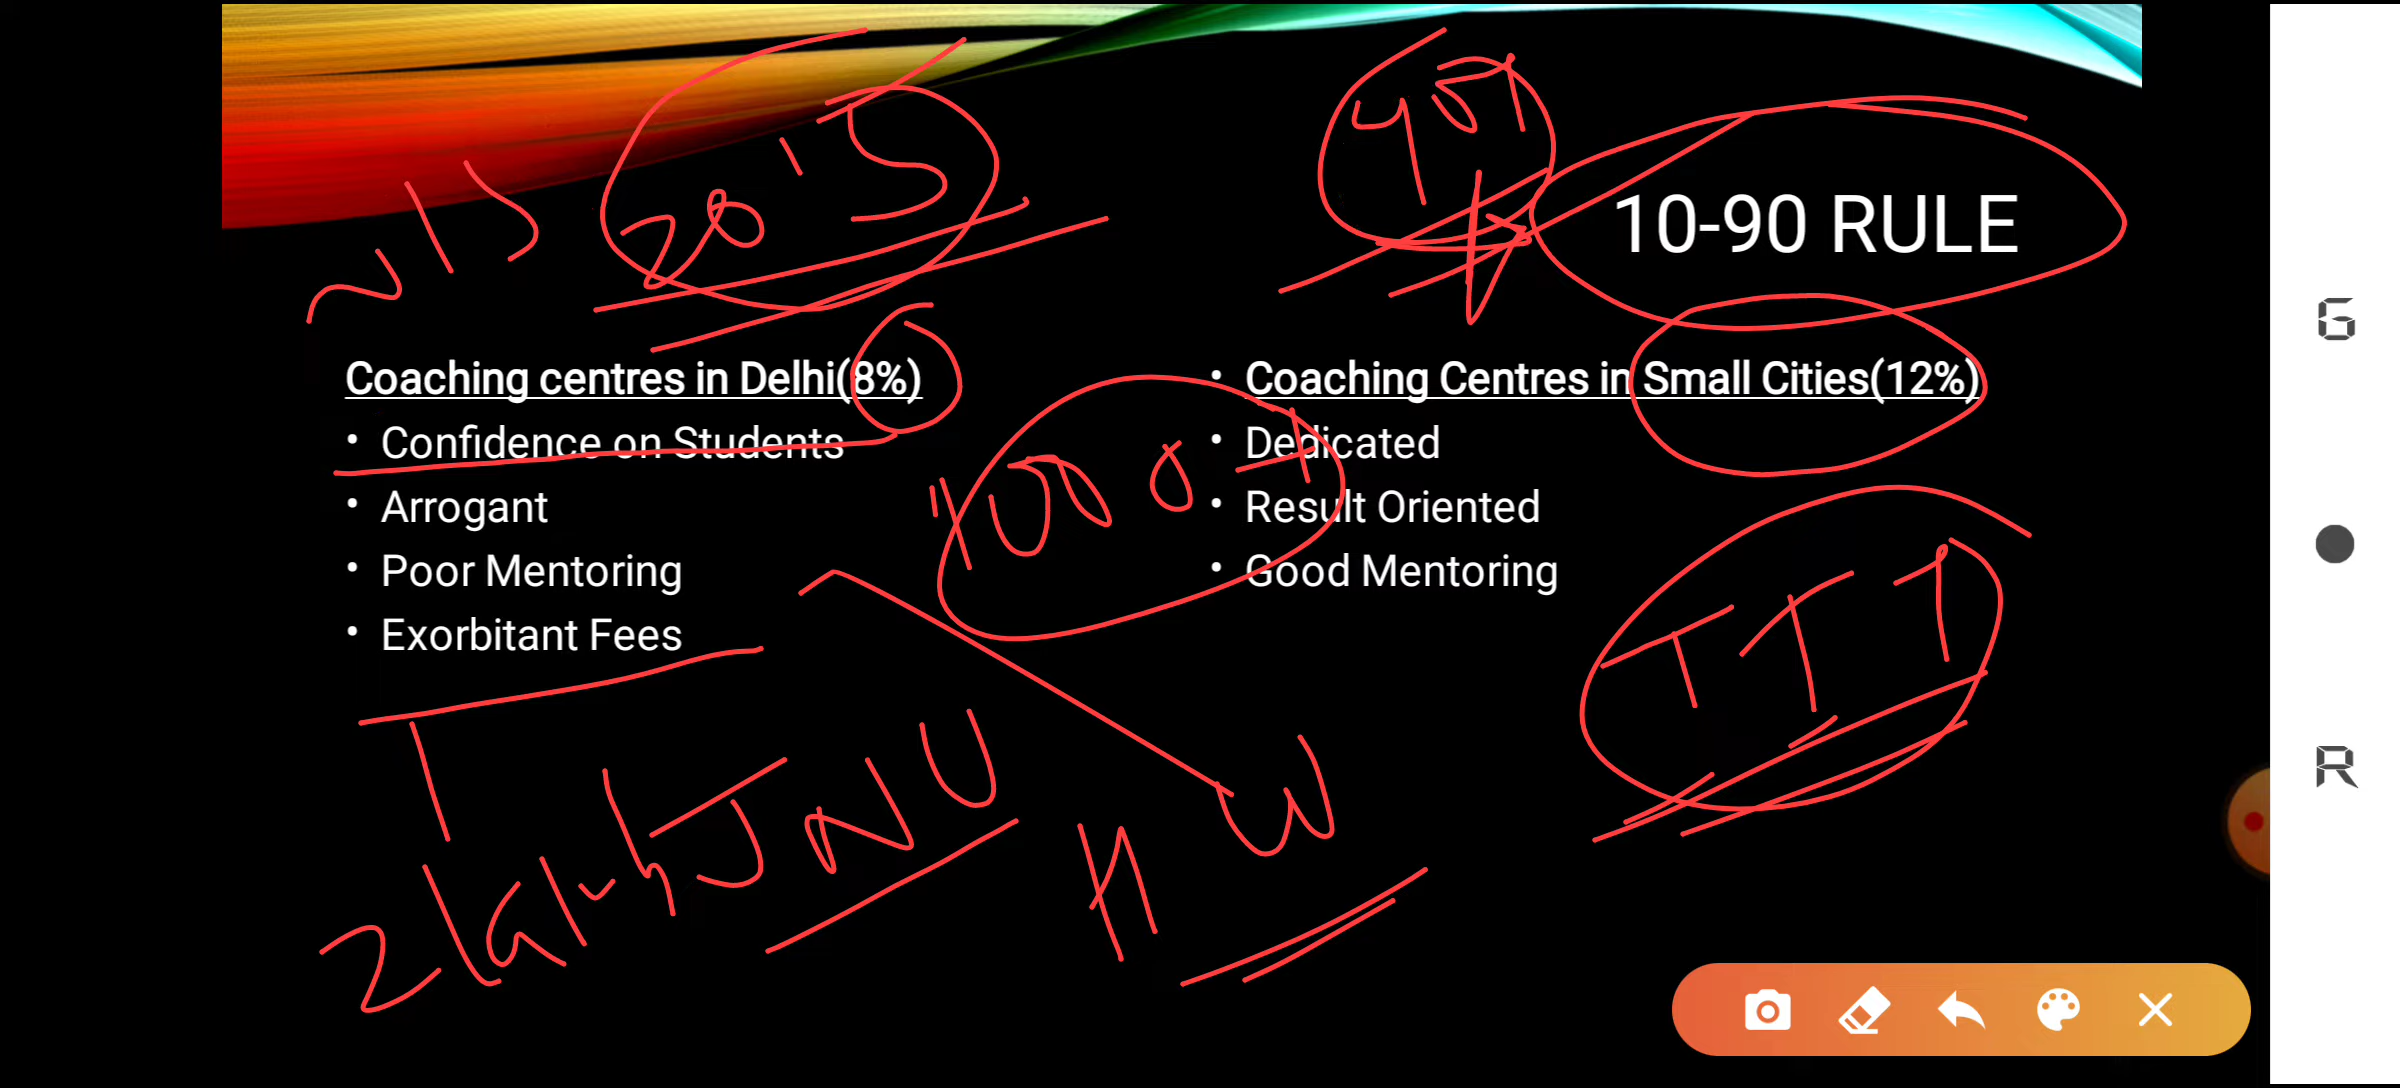 2015
10-90 RULE
Coaching centres in Delhi(8%)
• Confidence on Students
• Arrogant
• Poor Mentoring
• Exorbitant Fees
• Coaching Centres in Small Cities(12%)
• Dedicated
• Result Oriented
• Good Mentoring
JNU
G
R